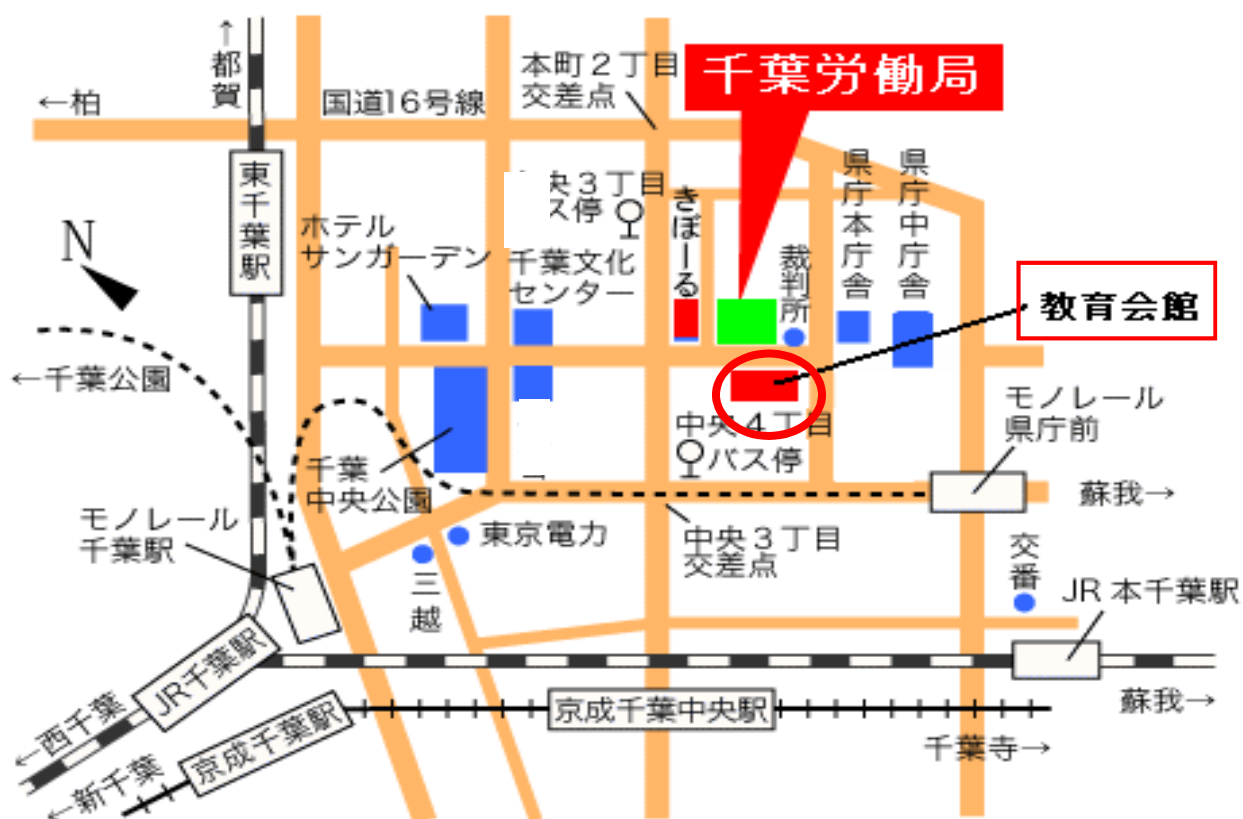 ↑都賀
←柏
国道16号線
本町２丁目
交差点
千葉労働局
東千葉駅
N
ホテル
サンガーデン
央３丁目
ス停
きぼーる
千葉文化
センター
裁判所
県庁本庁舎
県庁中庁舎
教育会館
←千葉公園
中央４丁目
バス停
モノレール
県庁前
千葉
中央公園
モノレール
千葉駅
蘇我→
東京電力
中央３丁目
交差点
三越
交番
JR 本千葉駅
JR千葉駅
←西千葉
京成千葉駅
京成千葉中央駅
蘇我→
千葉寺→
←新千葉